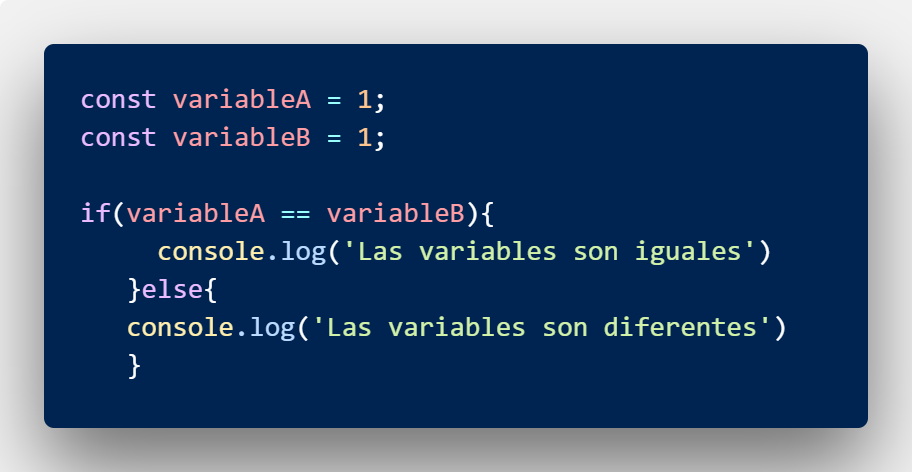 const variableA = 1;
const variableB = 1;

if(variableA == variableB){
     console.log('Las variables son iguales')
   }else{
   console.log('Las variables son diferentes')
   }